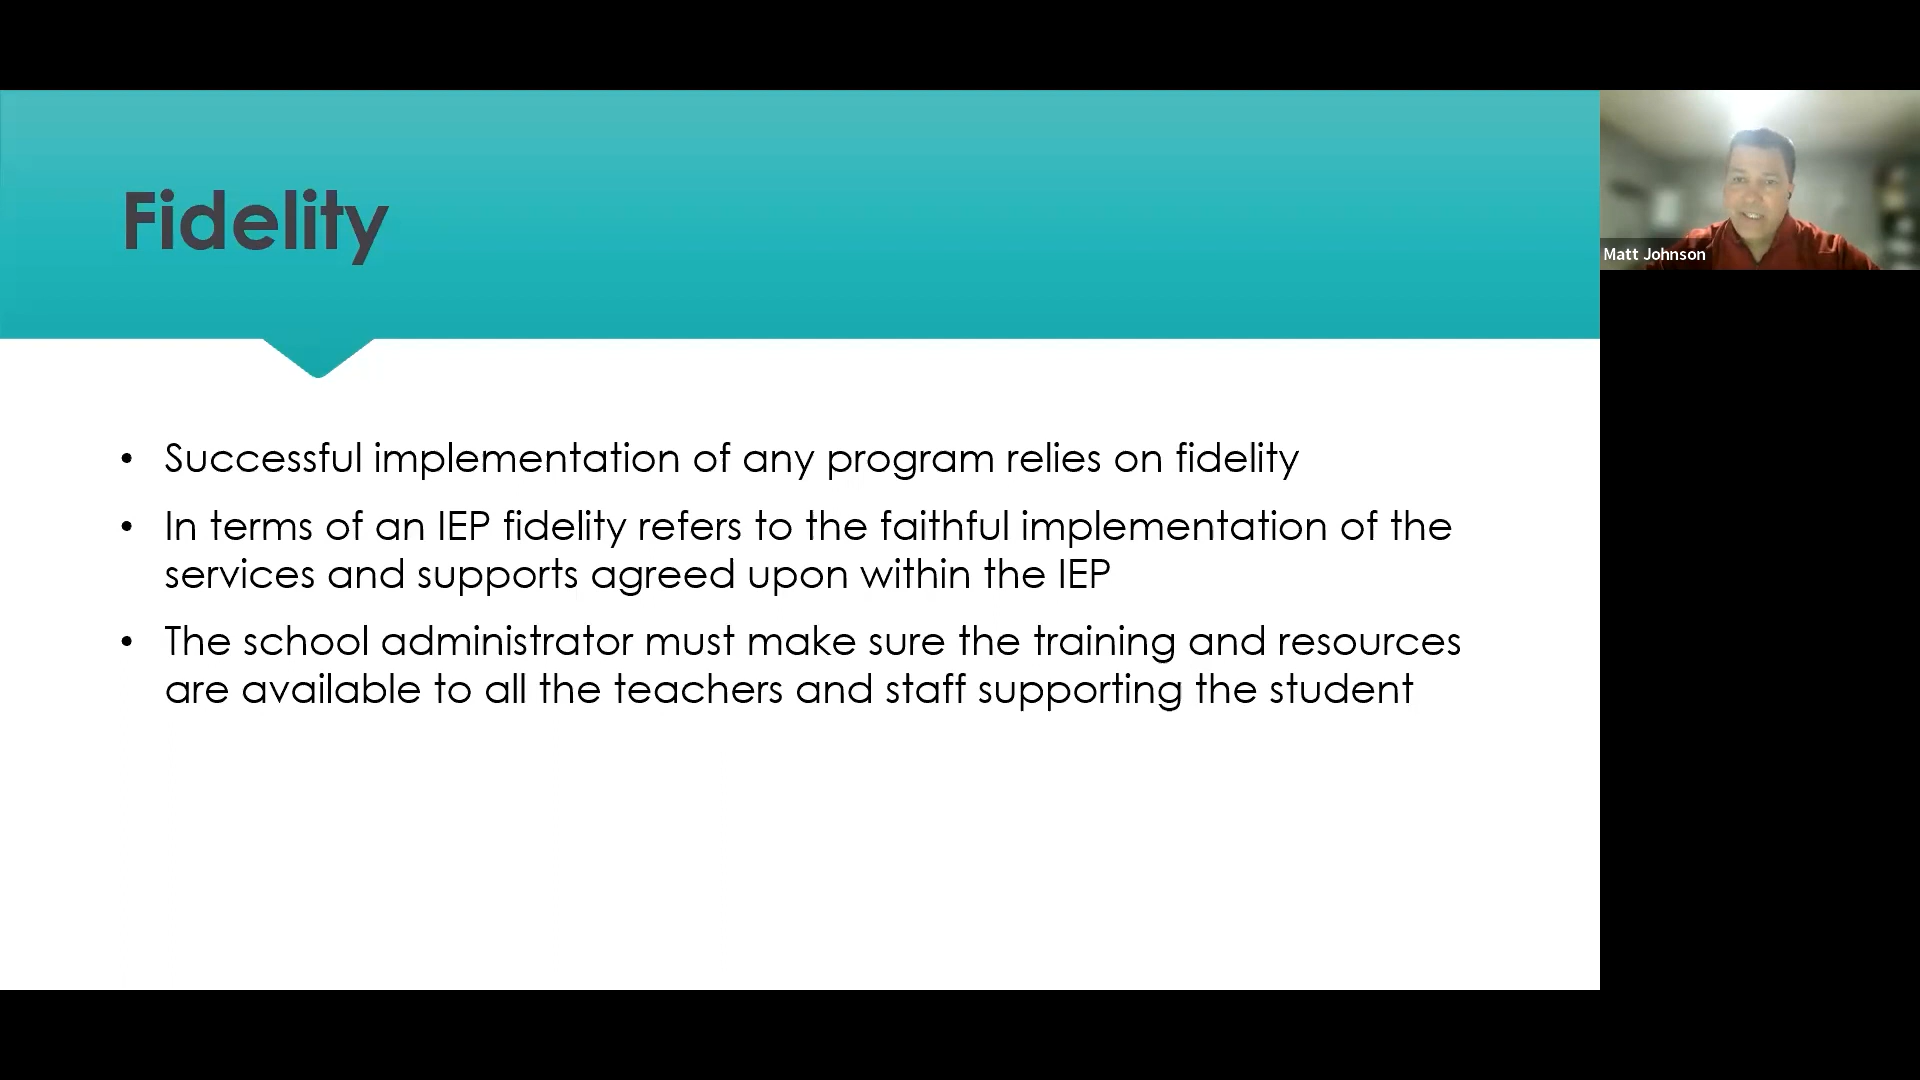 Fidelity
Matt Johnson
• Successful implementation of any program relies on fidelity
• In terms of an IEP fidelity refers to the faithful implementation of the
services and supports agreed upon within the IEP
• The school administrator must make sure the training and resources
are available to all the teachers and staff supporting the student